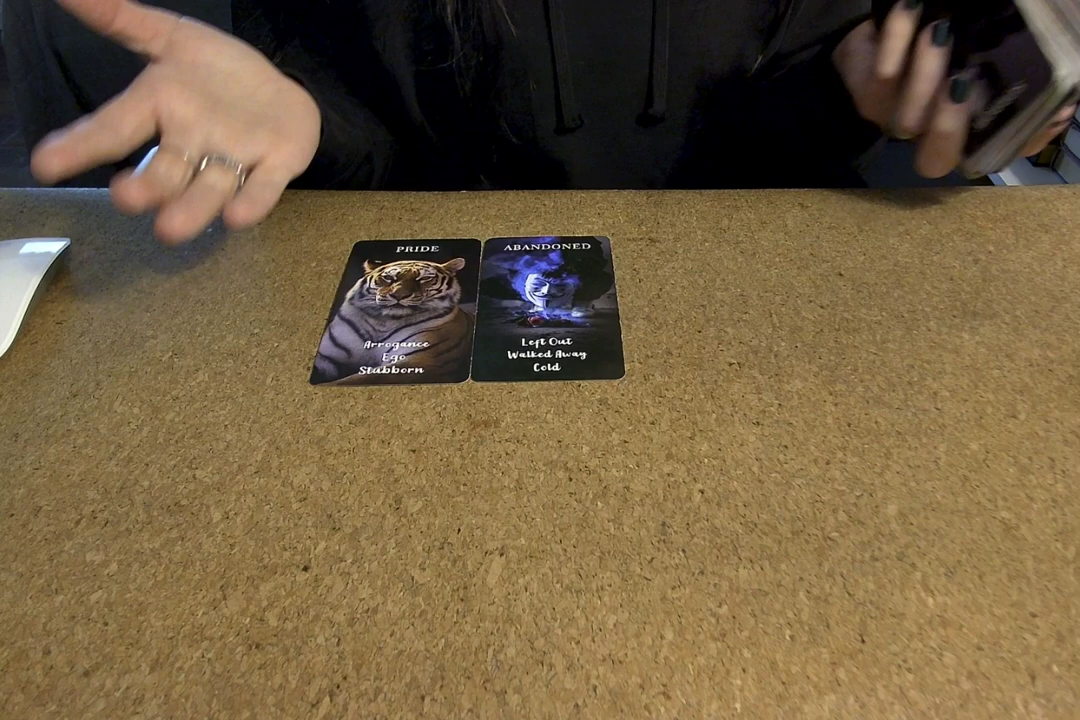 PRIDE
Arrogance
Ego
Stubborn
ABANDONED
Left Out
Walked Away
Cold